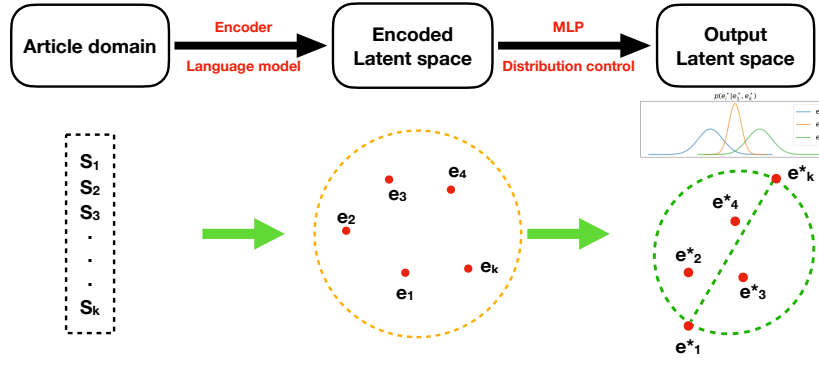 Article domain
Encoder
Language model
Encoded
Latent space
MLP
Distribution control
Output
Latent space
p(e*i|e*1, e*k)
e
e
e
S1
S2
S3
.
.
.
Sk
e1
e2
e3
e4
ek
e*1
e*2
e*3
e*4
e*k